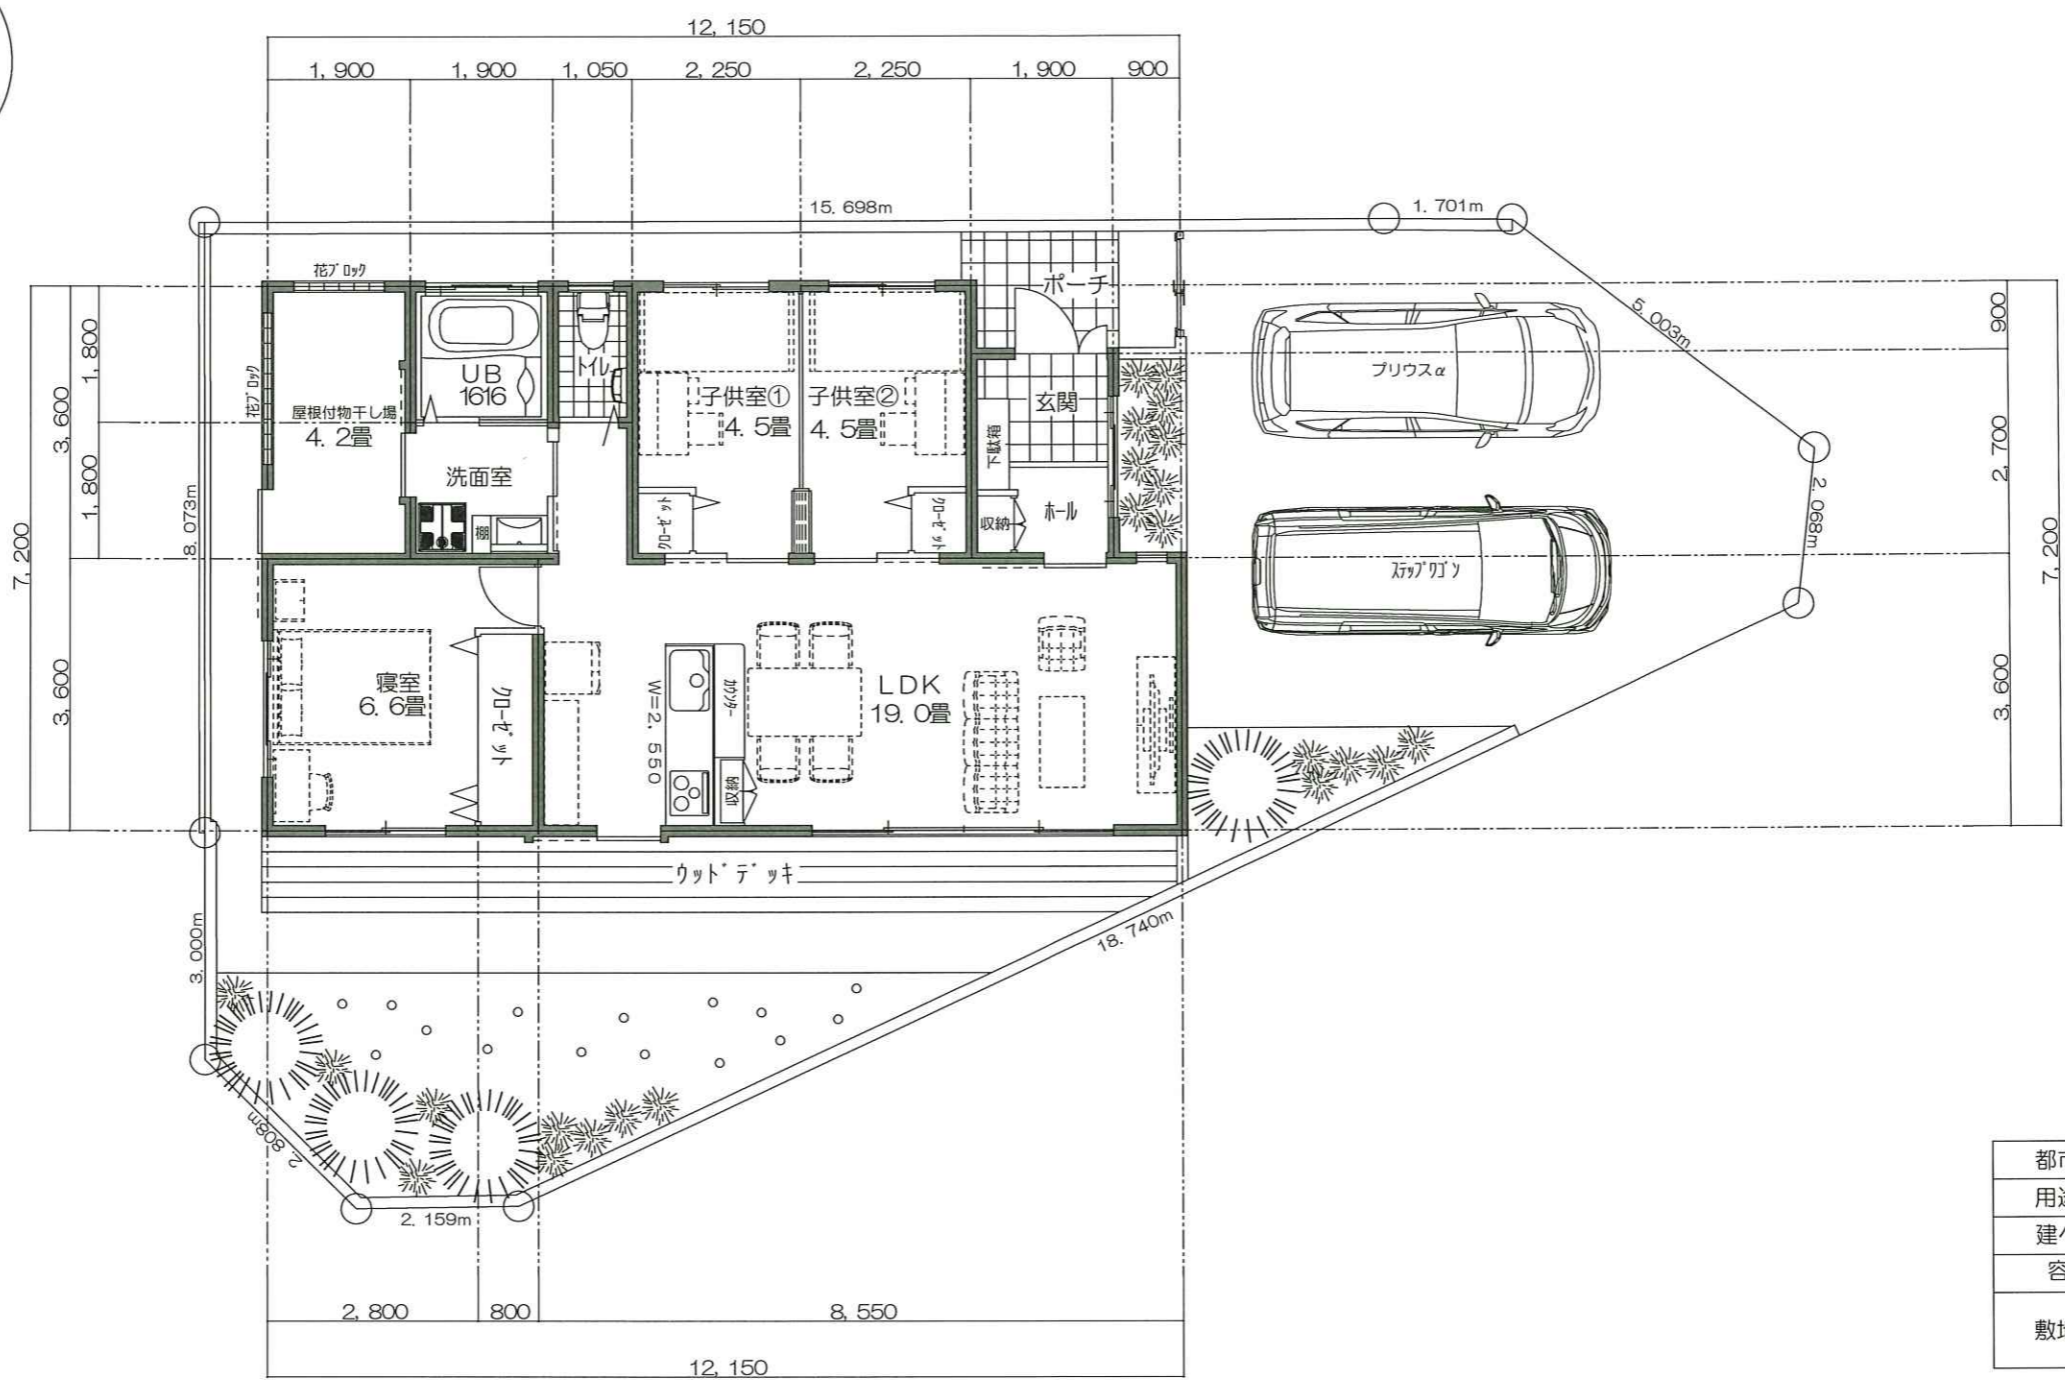 12,150
1,900
1,900
1,050
2,250
2,250
1,900
900
15.698m
1.701m
花ブロック
ポーチ
5.003m
900
1,800
3,600
1,800
花ブロック
UB
1616
トイレ
屋根付物干し場
4.2畳
子供室①
4.5畳
子供室②
4.5畳
玄関
下駄箱
プリウスα
2,700
洗面室
棚
クローゼット
クローゼット
収納
ホール
ステップワゴン
2.068m
8.073m
7,200
7,200
3,600
3,600
寝室
6.6畳
クローゼット
W=2,550
カウンター
収納
LDK
19.0畳
ウッドデッキ
3.000m
18.740m
2.808m
2.159m
2,800
800
8,550
12,150
建
容
敷